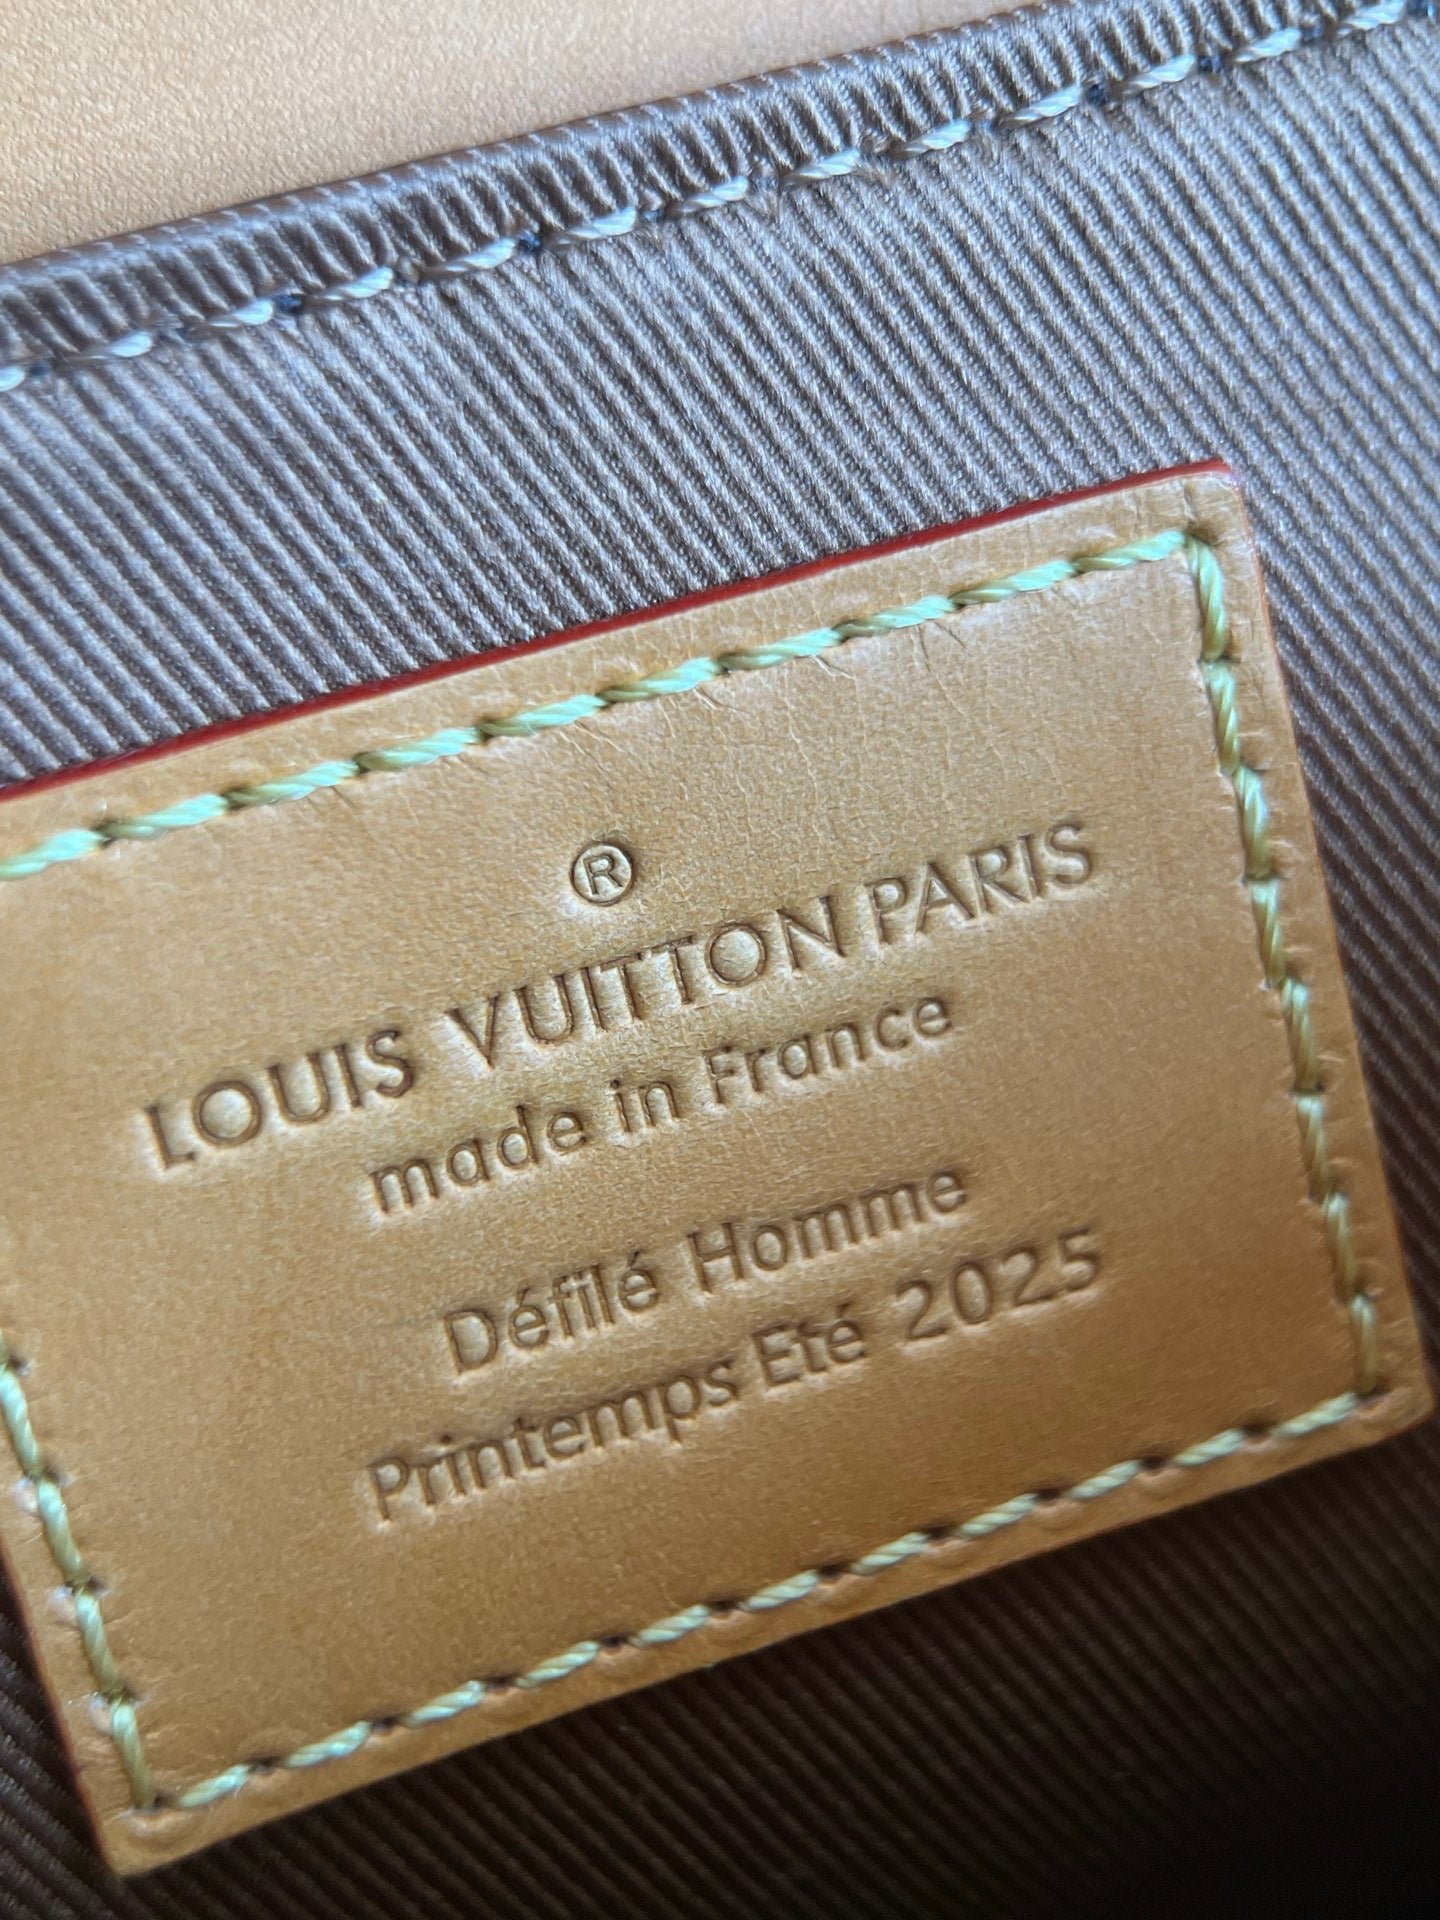 ®
LOUIS VUITTON PARIS
made in France
Défilé Homme
Printemps Eté 2025